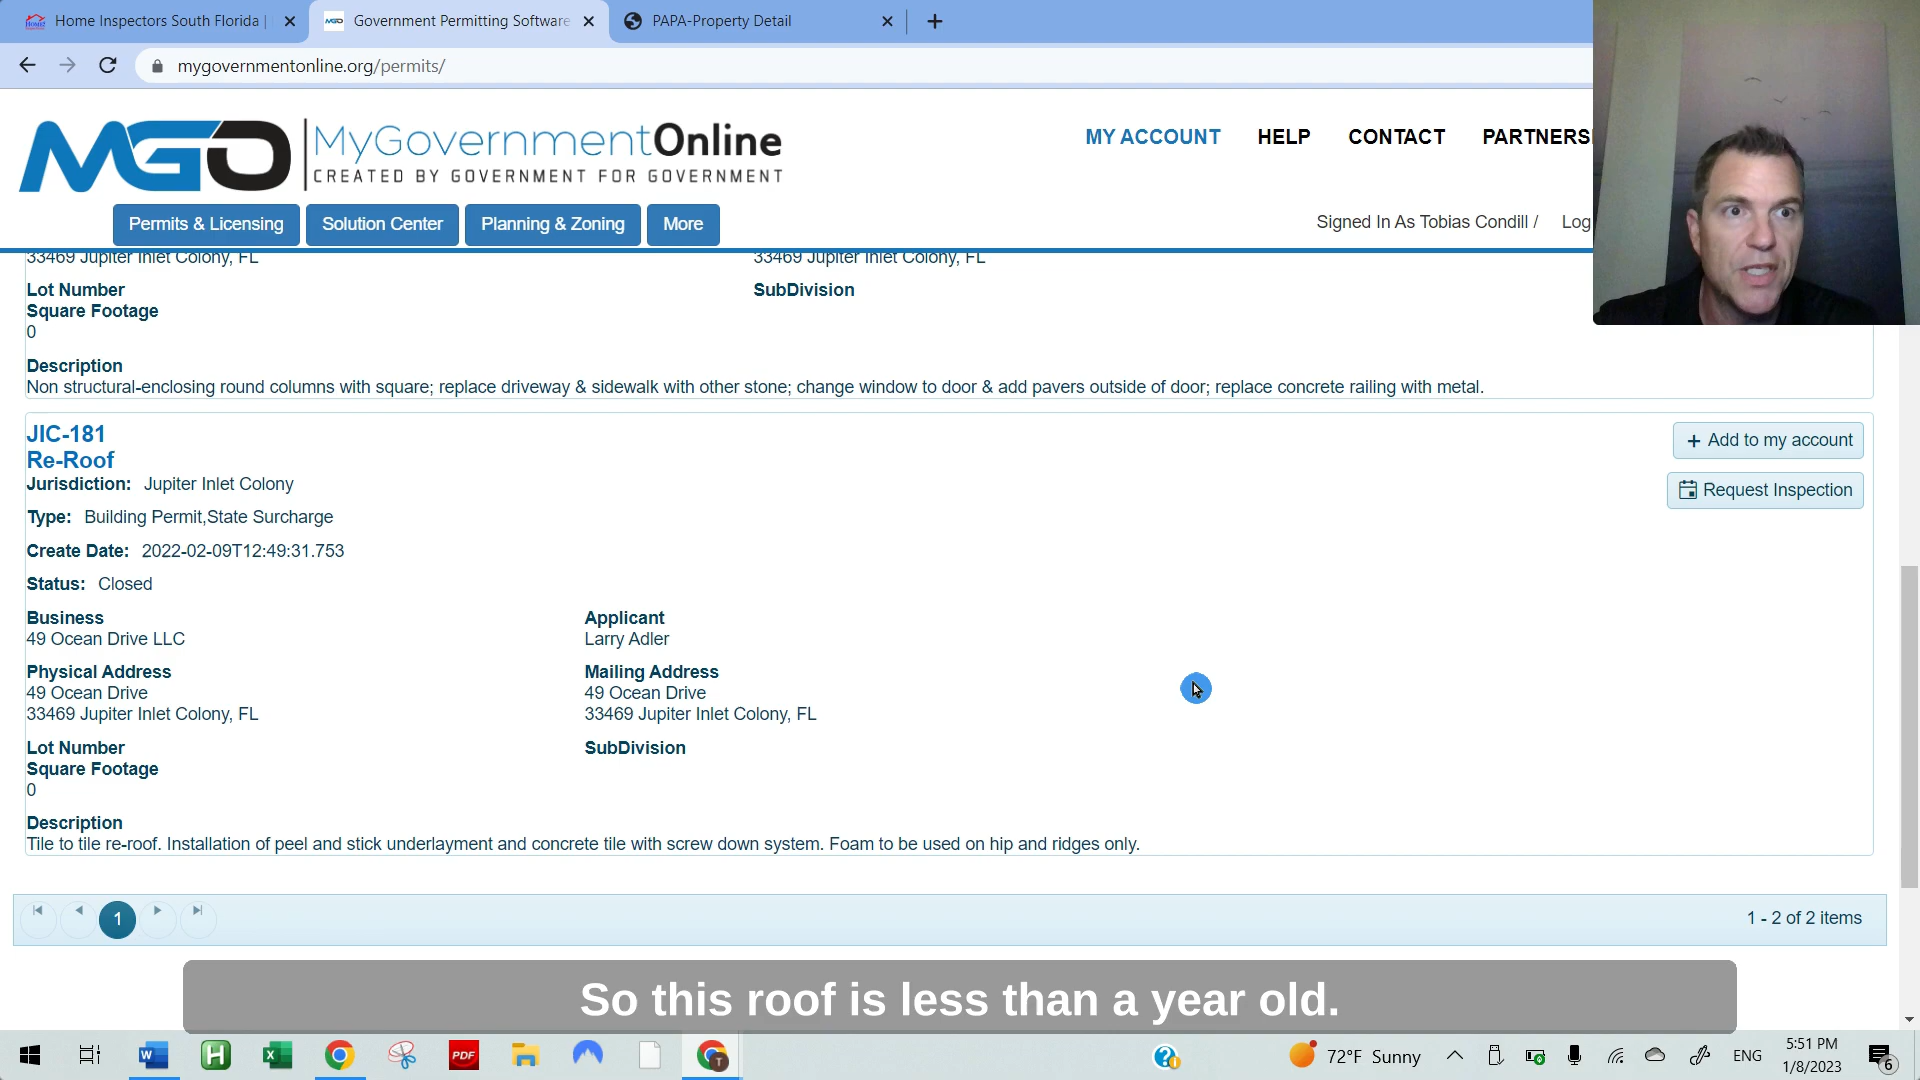 Home Inspectors South Florida |
Government Permitting Software
PAPA-Property Detail
mygovernmentonline.org/permits/
MGO
MyGovernmentOnline
CREATED BY GOVERNMENT FOR GOVERNMENT
MY ACCOUNT HELP CONTACT PARTNERS
Permits & Licensing Solution Center Planning & Zoning More
Signed In As Tobias Condill / Log
33469 Jupiter Inlet Colony, FL 33469 Jupiter Inlet Colony, FL
Lot Number SubDivision
Square Footage
0
Description
Non structural-enclosing round columns with square; replace driveway & sidewalk with other stone; change window to door & add pavers outside of door; replace concrete railing with metal.
JIC-181
+ Add to my account
Re-Roof
Jurisdiction: Jupiter Inlet Colony
Request Inspection
Type: Building Permit,State Surcharge
Create Date: 2022-02-09T12:49:31.753
Status: Closed
Business Applicant
49 Ocean Drive LLC Larry Adler
Physical Address Mailing Address
49 Ocean Drive 49 Ocean Drive
33469 Jupiter Inlet Colony, FL 33469 Jupiter Inlet Colony, FL
Lot Number SubDivision
Square Footage
0
Description
Tile to tile re-roof. Installation of peel and stick underlayment and concrete tile with screw down system. Foam to be used on hip and ridges only.
1 1 - 2 of 2 items
So this roof is less than a year old.
72°F Sunny ENG 5:51 PM
1/8/2023
6
W H X PDF T